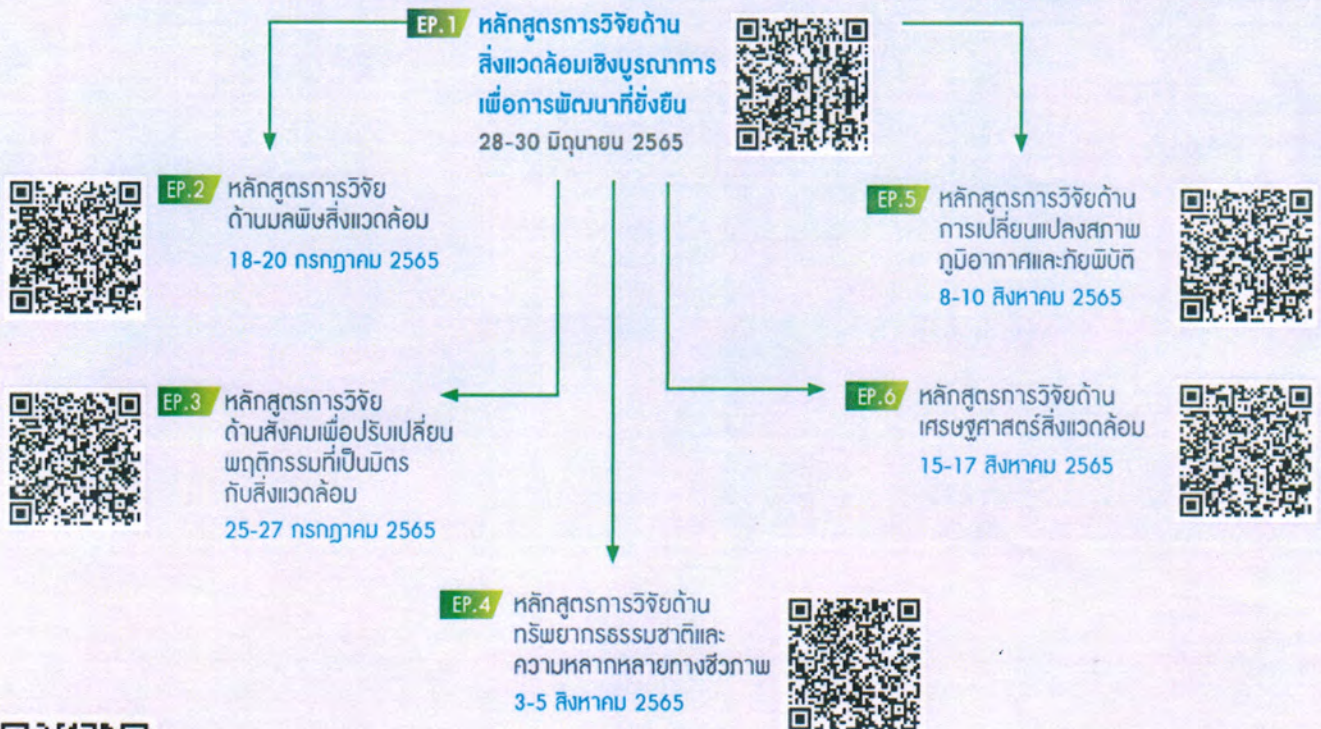 EP.1 หลักสูตรการวิจัยด้าน
สิ่งแวดล้อมเชิงบูรณาการ
เพื่อการพัฒนาที่ยั่งยืน
28-30 มิถุนายน 2565
EP.2 หลักสูตรการวิจัย
ด้านมลพิษสิ่งแวดล้อม
18-20 กรกฎาคม 2565
EP.5 หลักสูตรการวิจัยด้าน
การเปลี่ยนแปลงสภาพ
ภูมิอากาศและภัยพิบัติ
8-10 สิงหาคม 2565
EP.3 หลักสูตรการวิจัย
ด้านสังคมเพื่อปรับเปลี่ยน
พฤติกรรมที่เป็นมิตร
กับสิ่งแวดล้อม
25-27 กรกฎาคม 2565
EP.6 หลักสูตรการวิจัยด้าน
เศรษฐศาสตร์สิ่งแวดล้อม
15-17 สิงหาคม 2565
EP.4 หลักสูตรการวิจัยด้าน
ทรัพยากรธรรมชาติและ
ความหลากหลายทางชีวภาพ
3-5 สิงหาคม 2565